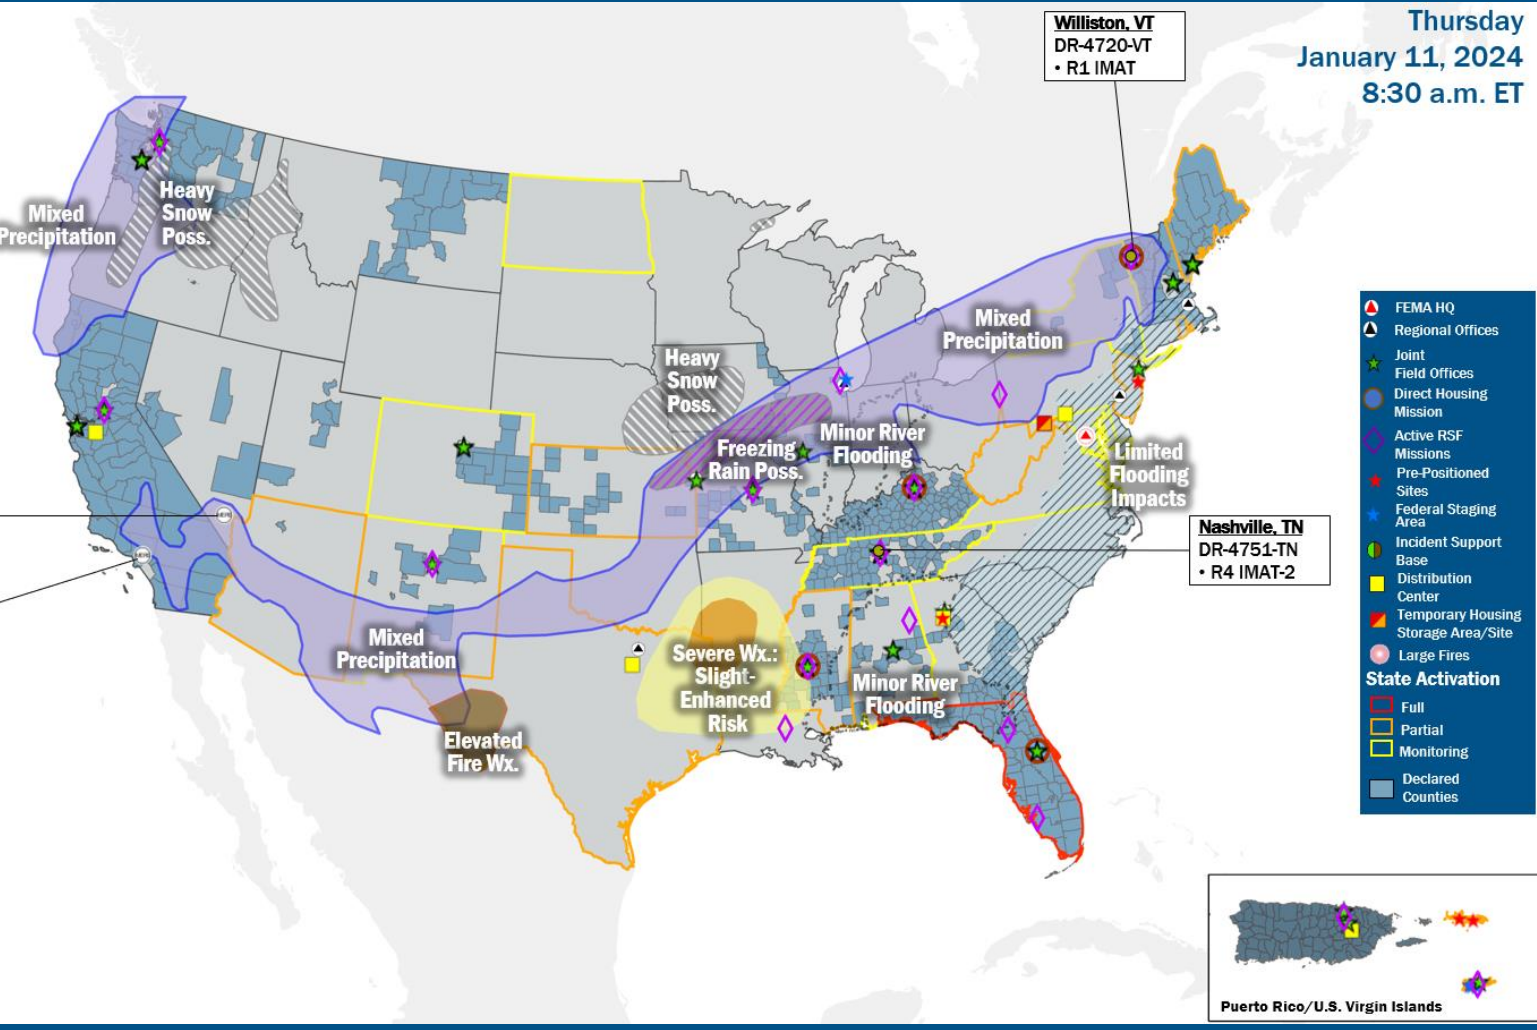 Thursday
January 11, 2024
8:30 a.m. ET
Williston, VT
DR-4720-VT
• R1 IMAT
Heavy
Snow
Poss.
Mixed
Precipitation
Mixed
Precipitation
Heavy
Snow
Poss.
Freezing
Rain Poss.
Minor River
Flooding
Limited
Flooding
Impacts
Nashville, TN
DR-4751-TN
• R4 IMAT-2
Mixed
Precipitation
Severe Wx.:
Slight-
Enhanced
Risk
Minor River
Flooding
Elevated
Fire Wx.
FEMA HQ
Regional Offices
Joint
Field Offices
Direct Housing
Mission
Active RSF
Missions
Pre-Positioned
Sites
Federal Staging
Area
Incident Support
Base
Distribution
Center
Temporary Housing
Storage Area/Site
Large Fires
State Activation
Full
Partial
Monitoring
Declared
Counties
Puerto Rico/U.S. Virgin Islands